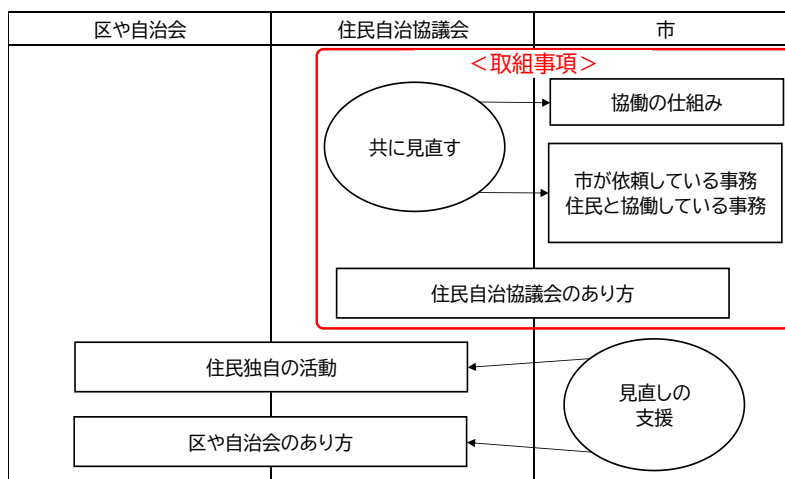 区や自治会
住民自治協議会
市
＜取組事項＞
協働の仕組み
共に見直す
市が依頼している事務
住民と協働している事務
住民自治協議会のあり方
住民独自の活動
見直しの
支援
区や自治会のあり方